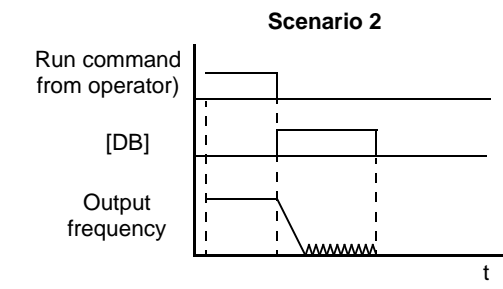 Scenario 2
Run command
from operator)
[DB]
Output
frequency
t